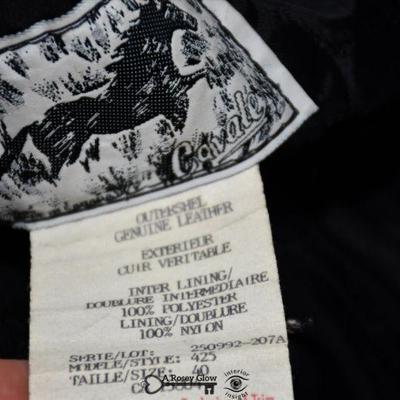 Cavale
OUTERSHEL
GENUINE LEATHER
EXTERIEUR
CUIR VERITABLE
INTER LINING/
DOUBLURE INTERMEDIAIRE
100% POLYESTER
LINING/DOUBLURE
100% NYLON
SERIE/LOT: 250992-207A
MODELE/STYLE: 425
TAILLE/SIZE: 40
A Rosey Glow
interior
Insight